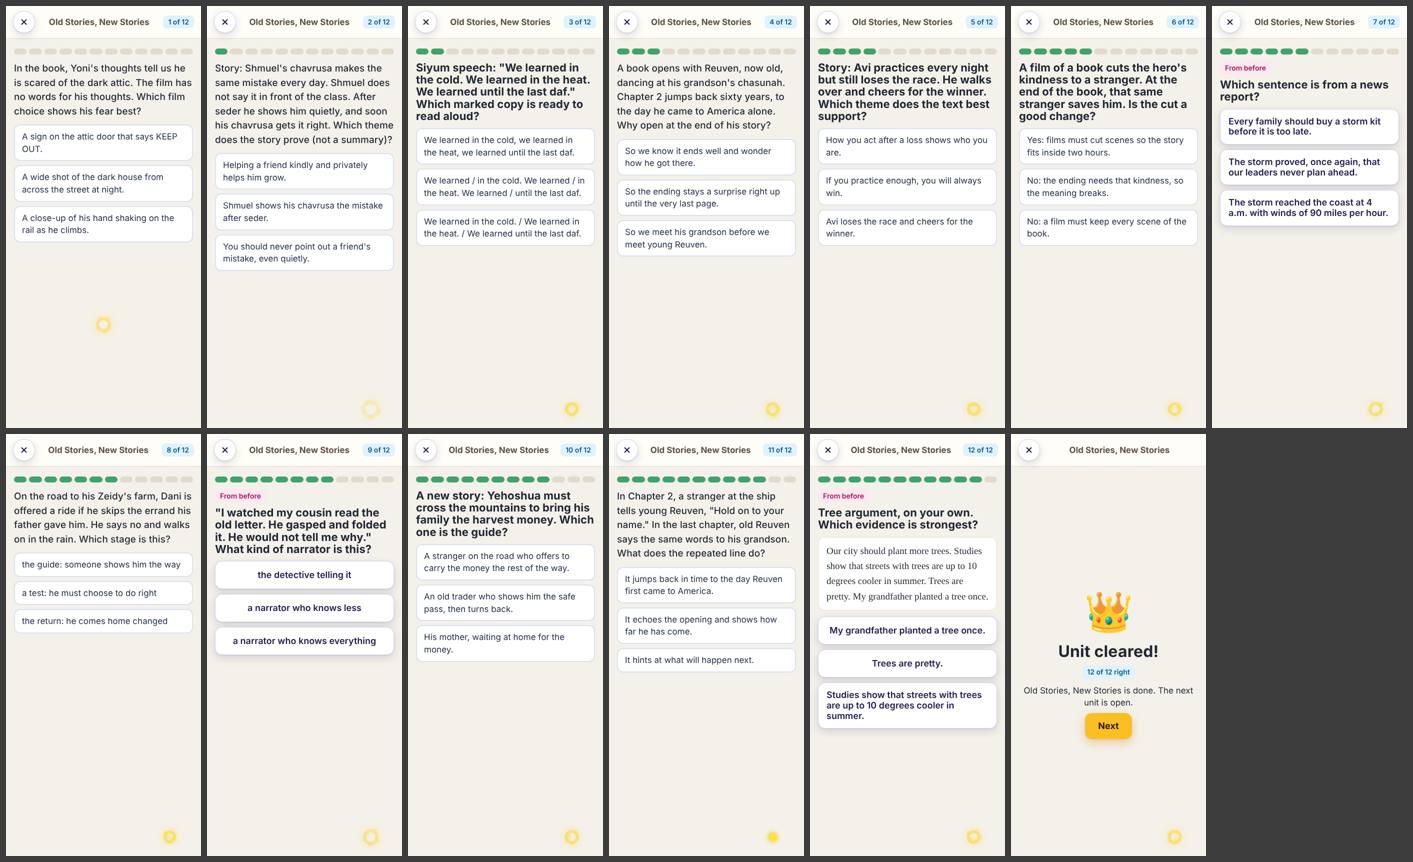 ✕ Old Stories, New Stories 1 of 12
In the book, Yoni's thoughts tell us he
is scared of the dark attic. The film has
no words for his thoughts. Which film
choice shows his fear best?
A sign on the attic door that says KEEP
OUT.
A wide shot of the dark house from
across the street at night.
A close-up of his hand shaking on the
rail as he climbs.
✕ Old Stories, New Stories 2 of 12
Story: Shmuel's chavrusa makes the
same mistake every day. Shmuel does
not say it in front of the class. After
seder he shows him quietly, and soon
his chavrusa gets it right. Which theme
does the story prove (not a summary)?
Helping a friend kindly and privately
helps him grow.
Shmuel shows his chavrusa the mistake
after seder.
You should never point out a friend's
mistake, even quietly.
✕ Old Stories, New Stories 3 of 12
Siyum speech: "We learned in
the cold. We learned in the heat.
We learned until the last daf."
Which marked copy is ready to
read aloud?
We learned in the cold, we learned in
the heat, we learned until the last daf.
We learned / in the cold. We learned / in
the heat. We learned / until the last daf.
We learned in the cold. / We learned in
the heat. / We learned until the last daf.
✕ Old Stories, New Stories 4 of 12
A book opens with Reuven, now old,
dancing at his grandson's chasunah.
Chapter 2 jumps back sixty years, to
the day he came to America alone.
Why open at the end of his story?
So we know it ends well and wonder
how he got there.
So the ending stays a surprise right up
until the very last page.
So we meet his grandson before we
meet young Reuven.
✕ Old Stories, New Stories 5 of 12
Story: Avi practices every night
but still loses the race. He walks
over and cheers for the winner.
Which theme does the text best
support?
How you act after a loss shows who you
are.
If you practice enough, you will always
win.
Avi loses the race and cheers for the
winner.
✕ Old Stories, New Stories 6 of 12
A film of a book cuts the hero's
kindness to a stranger. At the
end of the book, that same
stranger saves him. Is the cut a
good change?
Yes: films must cut scenes so the story
fits inside two hours.
No: the ending needs that kindness, so
the meaning breaks.
No: a film must keep every scene of the
book.
✕ Old Stories, New Stories 7 of 12
From before
Which sentence is from a news
report?
Every family should buy a storm kit
before it is too late.
The storm proved, once again, that
our leaders never plan ahead.
The storm reached the coast at 4
a.m. with winds of 90 miles per hour.
✕ Old Stories, New Stories 8 of 12
On the road to his Zeidy's farm, Dani is
offered a ride if he skips the errand his
father gave him. He says no and walks
on in the rain. Which stage is this?
the guide: someone shows him the way
a test: he must choose to do right
the return: he comes home changed
✕ Old Stories, New Stories 9 of 12
From before
"I watched my cousin read the
old letter. He gasped and folded
it. He would not tell me why."
What kind of narrator is this?
the detective telling it
a narrator who knows less
a narrator who knows everything
✕ Old Stories, New Stories 10 of 12
A new story: Yehoshua must
cross the mountains to bring his
family the harvest money. Which
one is the guide?
A stranger on the road who offers to
carry the money the rest of the way.
An old trader who shows him the safe
pass, then turns back.
His mother, waiting at home for the
money.
✕ Old Stories, New Stories 11 of 12
In Chapter 2, a stranger at the ship
tells young Reuven, "Hold on to your
name." In the last chapter, old Reuven
says the same words to his grandson.
What does the repeated line do?
It jumps back in time to the day Reuven
first came to America.
It echoes the opening and shows how
far he has come.
It hints at what will happen next.
✕ Old Stories, New Stories 12 of 12
From before
Tree argument, on your own.
Which evidence is strongest?
Our city should plant more trees. Studies
show that streets with trees are up to 10
degrees cooler in summer. Trees are
pretty. My grandfather planted a tree once.
My grandfather planted a tree once.
Trees are pretty.
Studies show that streets with trees
are up to 10 degrees cooler in
summer.
✕ Old Stories, New Stories
Unit cleared!
12 of 12 right
Old Stories, New Stories is done. The next
unit is open.
Next